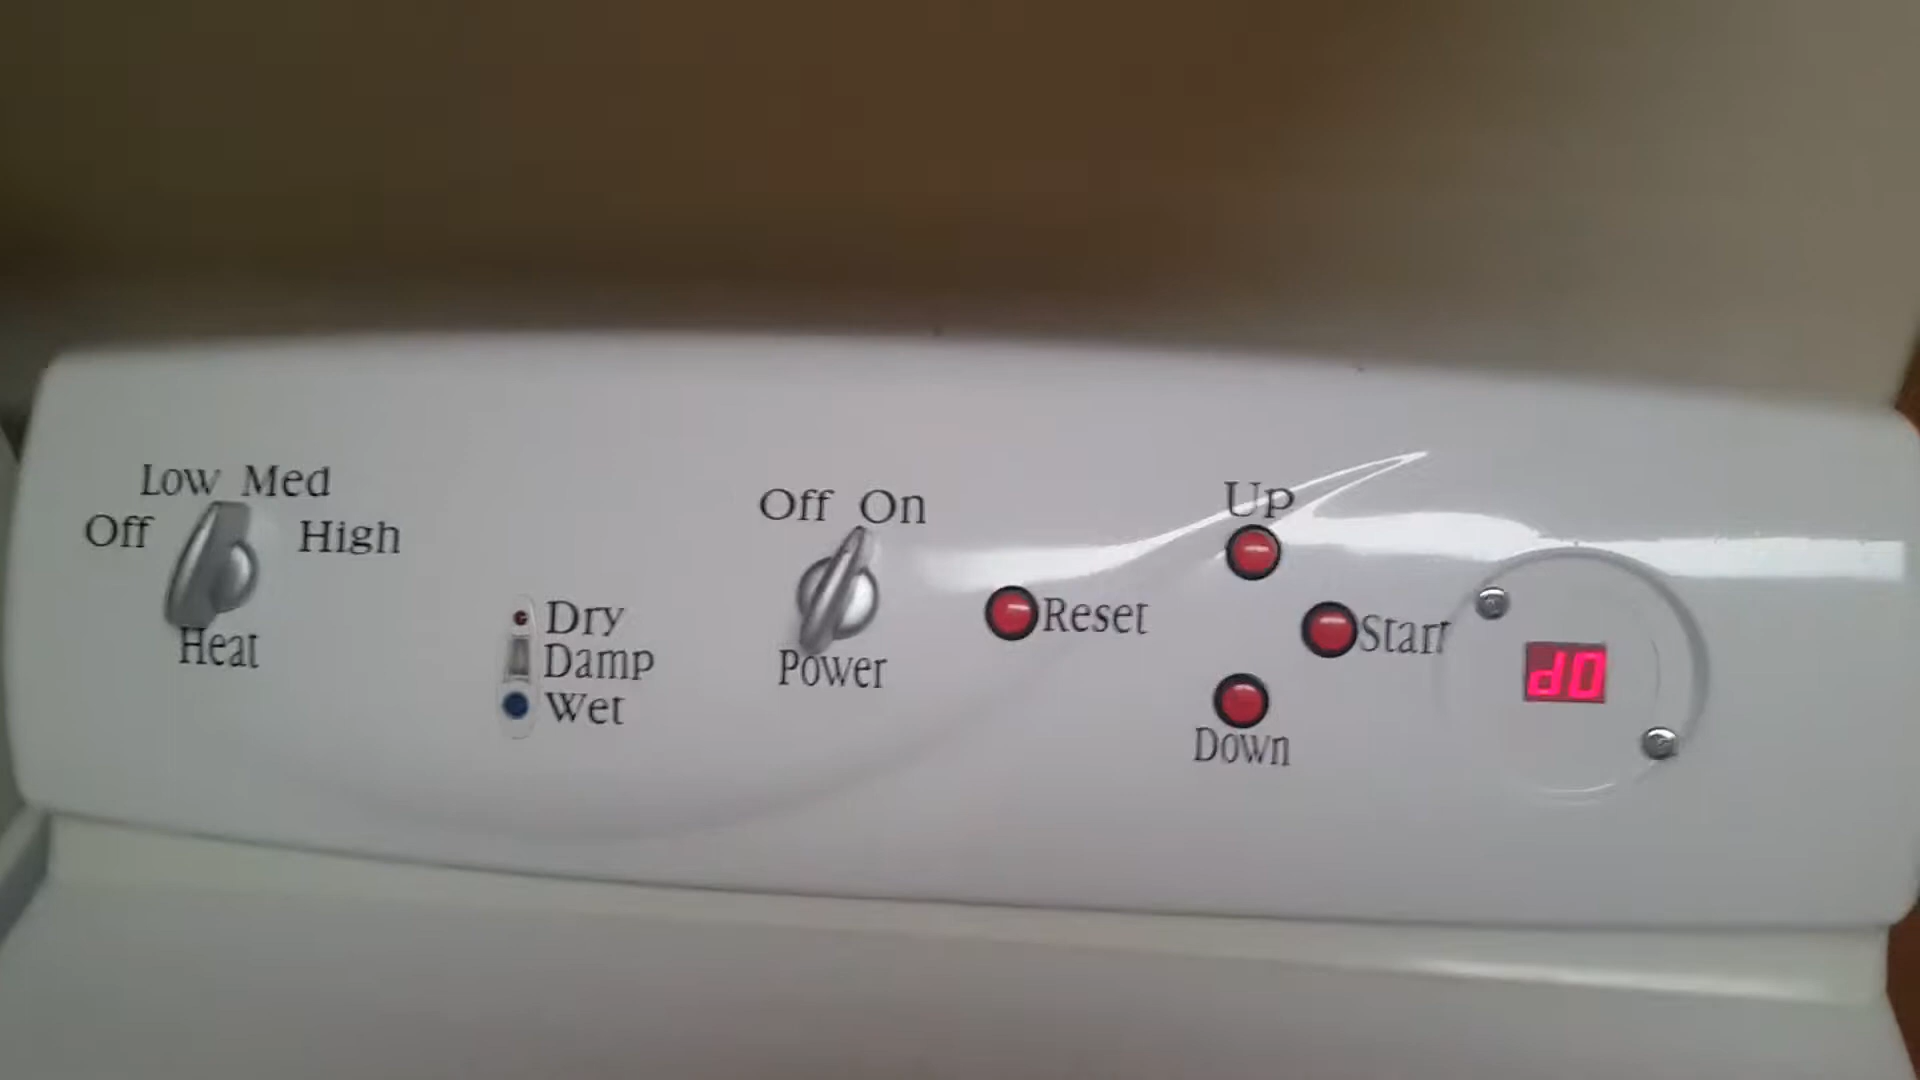 Low Med
Off High
Heat
Dry
Damp
Wet
Off On
Power
Reset
Up
Start
Down
d0